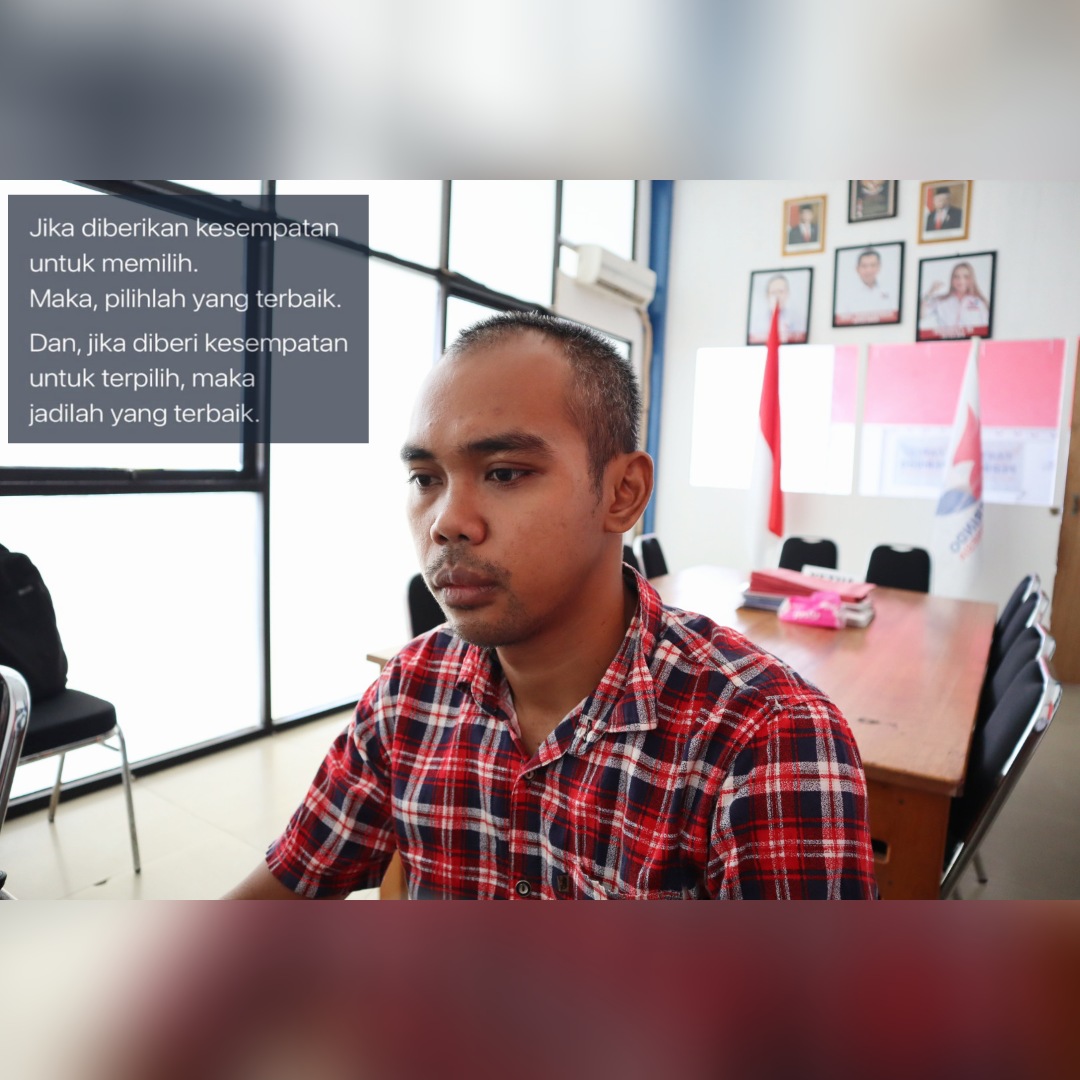 Jika diberikan kesempatan
untuk memilih.
Maka, pilihlah yang terbaik.
Dan, jika diberi kesempatan
untuk terpilih, maka
jadilah yang terbaik.